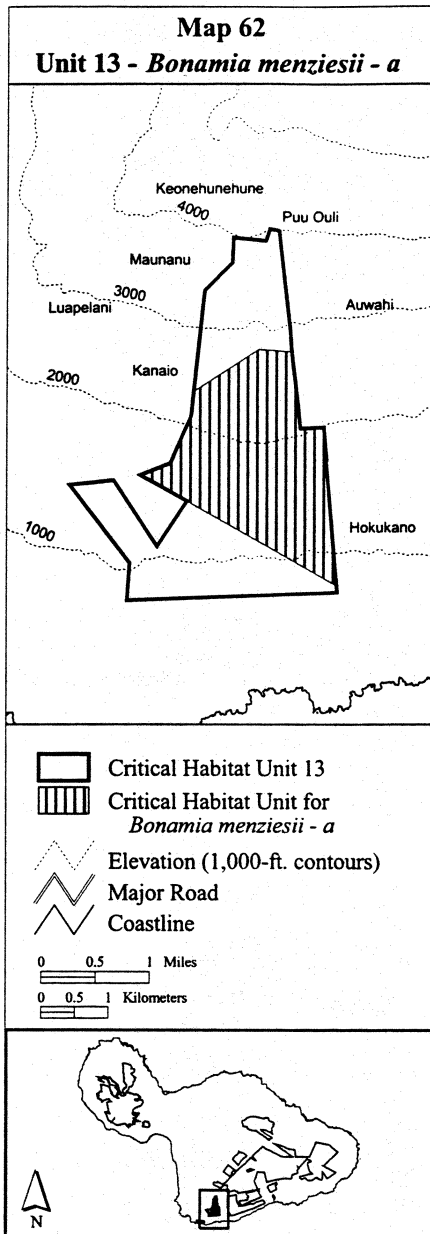 Map 62
Unit 13 - Bonamia menziesii - a
Keonehunehune
4000
Puu Ouli
Maunanu
3000
Luapelani
Auwahi
Kanaio
2000
1000
Hokukano
Critical Habitat Unit 13
Critical Habitat Unit for
Bonamia menziesii - a
Elevation (1,000-ft. contours)
Major Road
Coastline
0 0.5 1 Miles
0 0.5 1 Kilometers
N